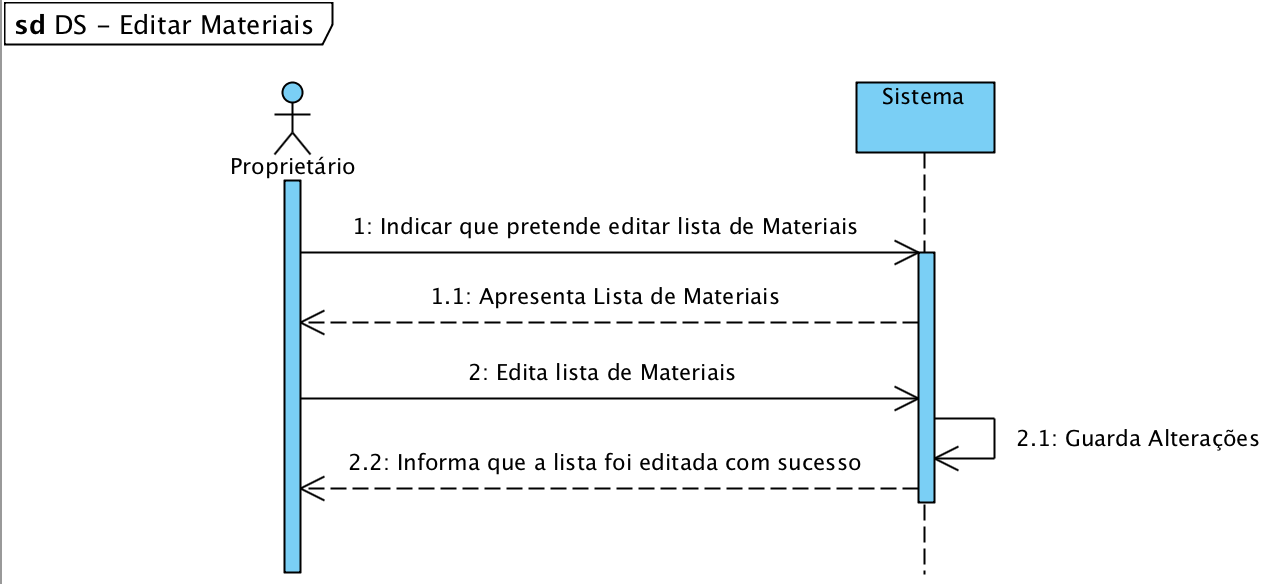 sd DS – Editar Materiais
Sistema
Proprietário
1: Indicar que pretende editar lista de Materiais
1.1: Apresenta Lista de Materiais
2: Edita lista de Materiais
2.1: Guarda Alterações
2.2: Informa que a lista foi editada com sucesso